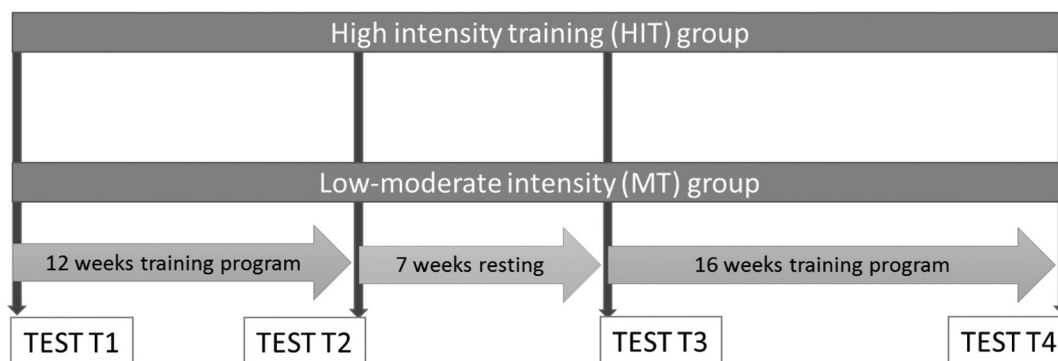 High intensity training (HIT) group
Low-moderate intensity (MT) group
12 weeks training program
7 weeks resting
16 weeks training program
TEST T1
TEST T2
TEST T3
TEST T4